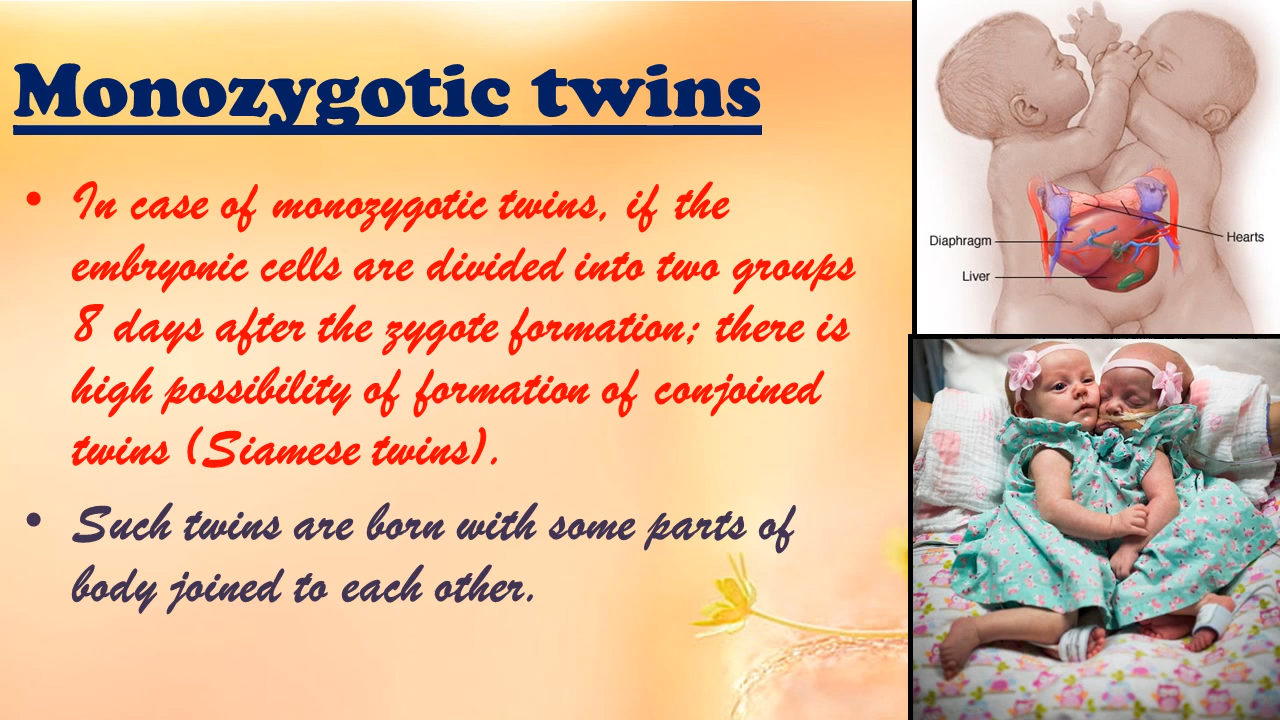 Monozygotic twins
• In case of monozygotic twins, if the
embryonic cells are divided into two groups
8 days after the zygote formation; there is
high possibility of formation of conjoined
twins (Siamese twins).
• Such twins are born with some parts of
body joined to each other.
Diaphragm
Hearts
Liver